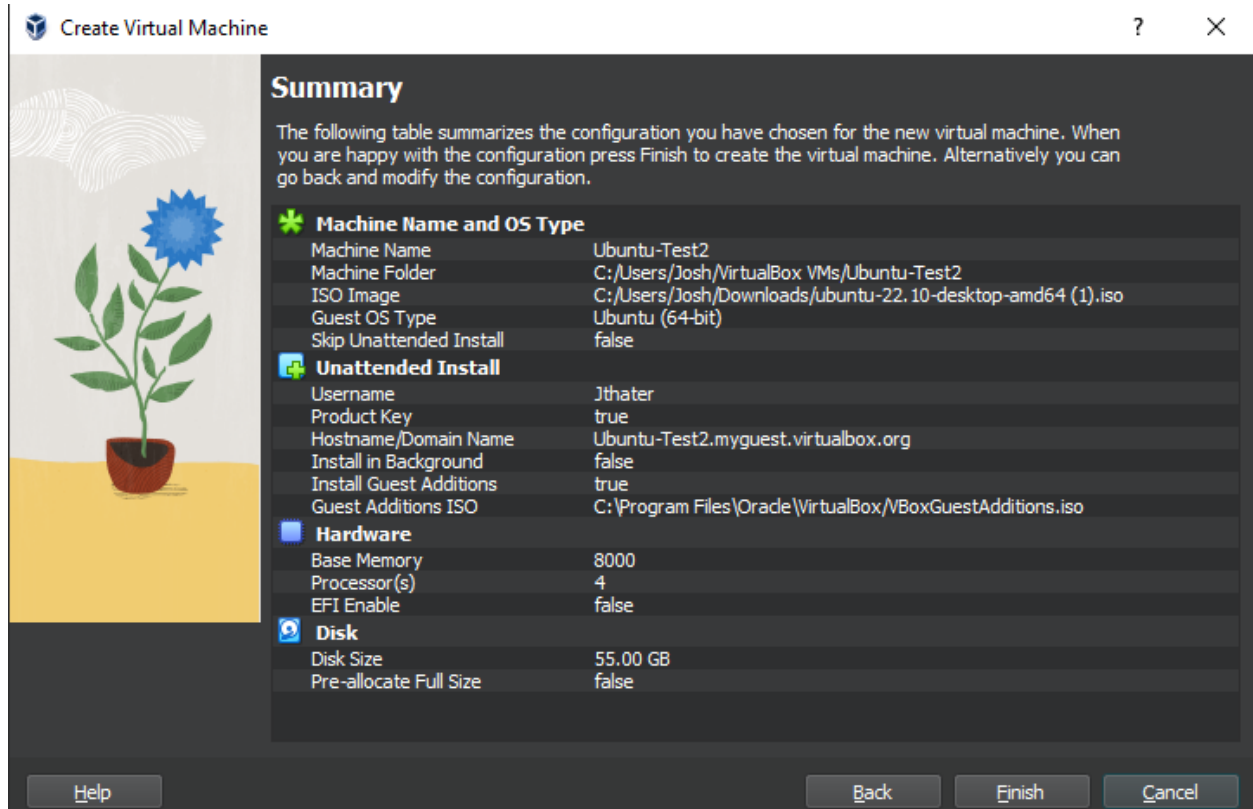 Create Virtual Machine ? ×
Summary
The following table summarizes the configuration you have chosen for the new virtual machine. When
you are happy with the configuration press Finish to create the virtual machine. Alternatively you can
go back and modify the configuration.
Machine Name and OS Type
Machine Name Ubuntu-Test2
Machine Folder C:/Users/Josh/VirtualBox VMs/Ubuntu-Test2
ISO Image C:/Users/Josh/Downloads/ubuntu-22.10-desktop-amd64 (1).iso
Guest OS Type Ubuntu (64-bit)
Skip Unattended Install false
Unattended Install
Username Jthater
Product Key true
Hostname/Domain Name Ubuntu-Test2.myguest.virtualbox.org
Install in Background false
Install Guest Additions true
Guest Additions ISO C:\Program Files\Oracle\VirtualBox/VBoxGuestAdditions.iso
Hardware
Base Memory 8000
Processor(s) 4
EFI Enable false
Disk
Disk Size 55.00 GB
Pre-allocate Full Size false
Help Back Finish Cancel